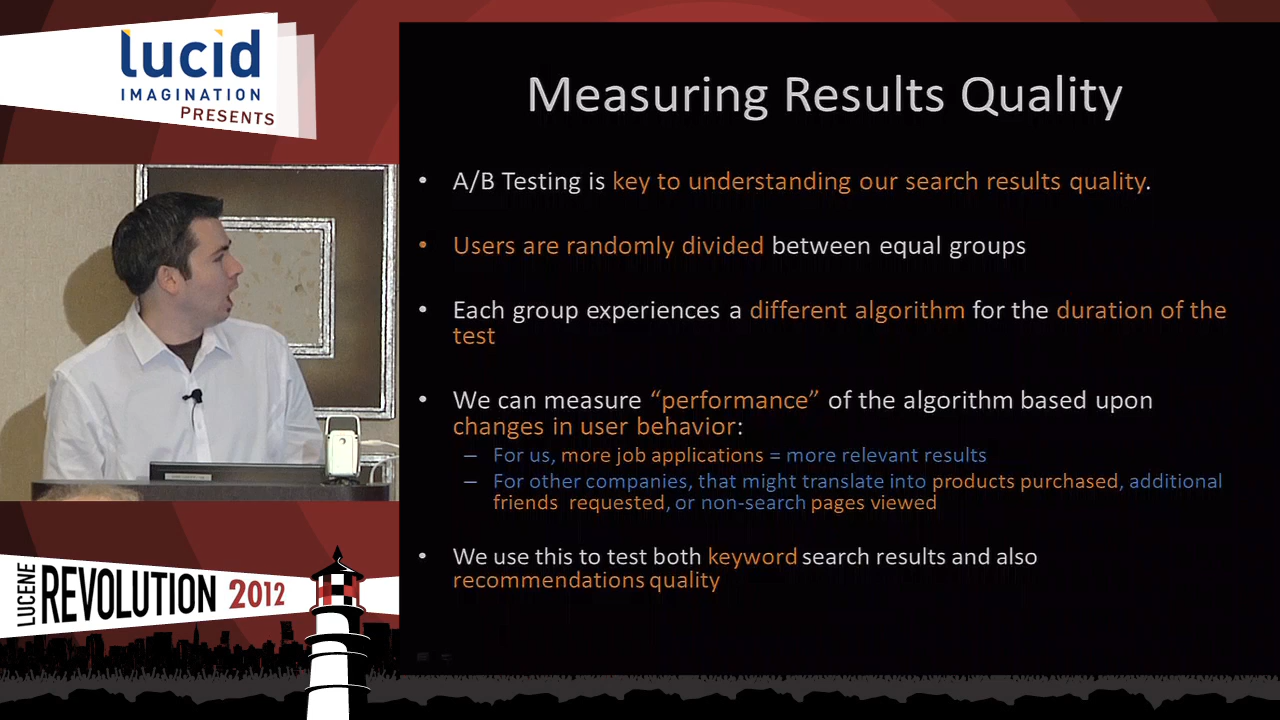 lucid
IMAGINATION
PRESENTS
Measuring Results Quality
• A/B Testing is key to understanding our search results quality.
• Users are randomly divided between equal groups
• Each group experiences a different algorithm for the duration of the
test
• We can measure “performance” of the algorithm based upon
changes in user behavior:
– For us, more job applications = more relevant results
– For other companies, that might translate into products purchased, additional
friends requested, or non-search pages viewed
• We use this to test both keyword search results and also
recommendations quality
LUCENE
REVOLUTION 2012